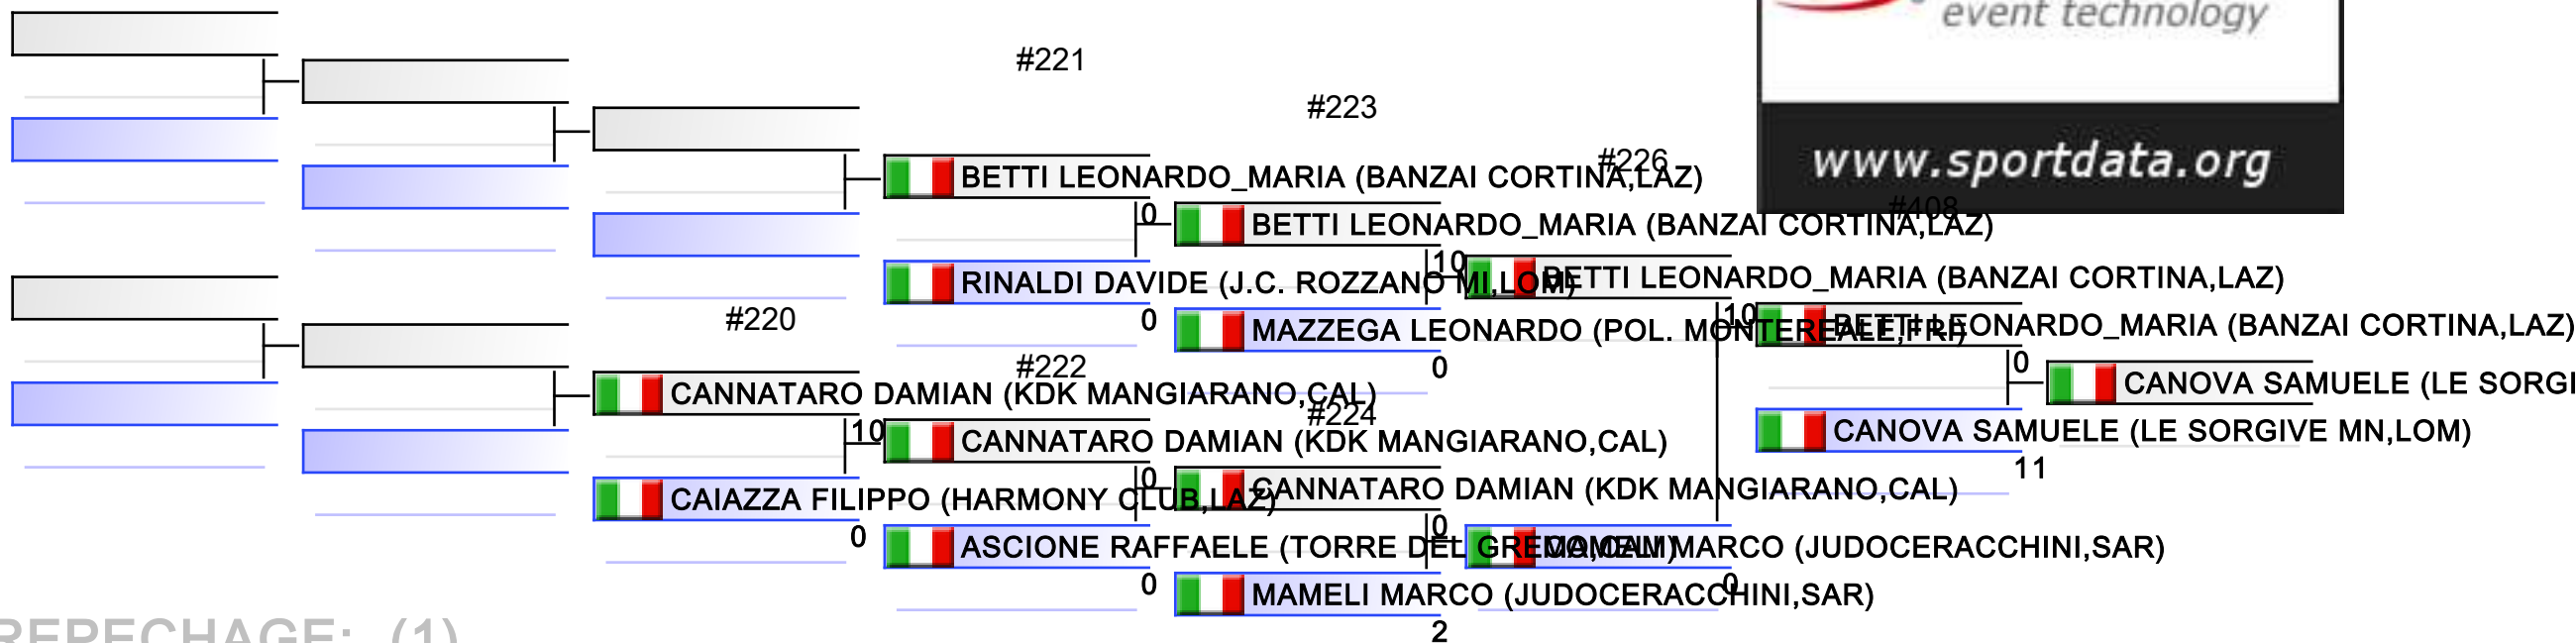 event technology
#221
#223
www.sportdata.org
#226
BETTI LEONARDO_MARIA (BANZAI CORTINA,LAZ)
#408
0
BETTI LEONARDO_MARIA (BANZAI CORTINA,LAZ)
10
BETTI LEONARDO_MARIA (BANZAI CORTINA,LAZ)
RINALDI DAVIDE (J.C. ROZZANO MI,LOM)
0
10
BETTI LEONARDO_MARIA (BANZAI CORTINA,LAZ)
#220
MAZZEGA LEONARDO (POL. MONTEREALE,FRI)
0
0
#222
CANOVA SAMUELE (LE SORGI
CANNATARO DAMIAN (KDK MANGIARANO,CAL)
#224
10
CANNATARO DAMIAN (KDK MANGIARANO,CAL)
CANOVA SAMUELE (LE SORGIVE MN,LOM)
11
0
CANNATARO DAMIAN (KDK MANGIARANO,CAL)
CAIAZZA FILIPPO (HARMONY CLUB,LAZ)
0
0
ASCIONE RAFFAELE (TORRE DEL GRECO,CAM)
MAMELI MARCO (JUDOCERACCHINI,SAR)
0
0
MAMELI MARCO (JUDOCERACCHINI,SAR)
2
REPECHAGE: (1)